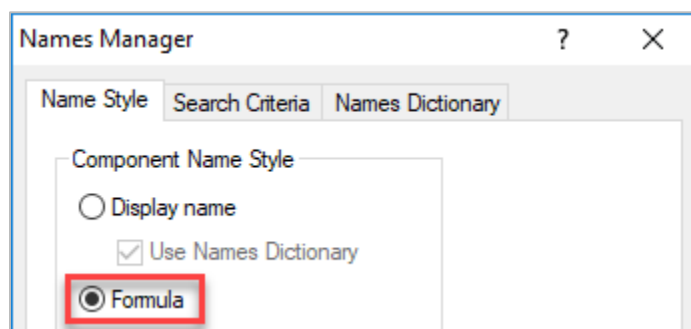 Names Manager ?
Name Style Search Criteria Names Dictionary
Component Name Style
Display name
Use Names Dictionary
Formula